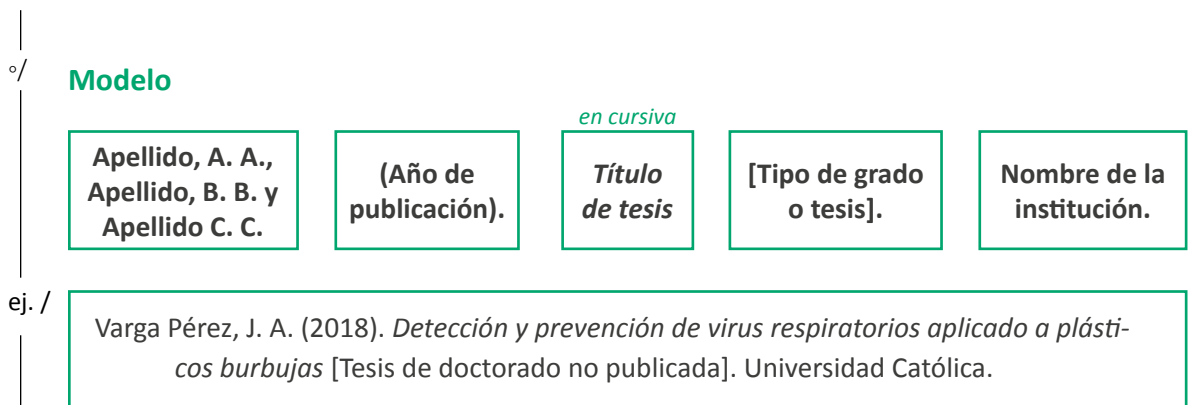 °/
Modelo
en cursiva
Apellido, A. A.,
Apellido, B. B. y
Apellido C. C.
(Año de
publicación).
Título
de tesis
[Tipo de grado
o tesis].
Nombre de la
institución.
ej. /
Varga Pérez, J. A. (2018). Detección y prevención de virus respiratorios aplicado a plásti-
cos burbujas [Tesis de doctorado no publicada]. Universidad Católica.